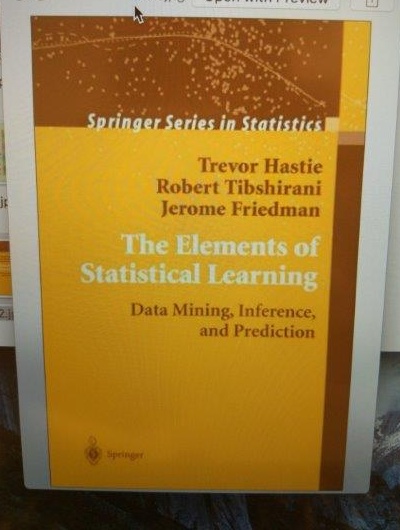 Open with Preview
Springer Series in Statistics
Trevor Hastie
Robert Tibshirani
Jerome Friedman
The Elements of
Statistical Learning
Data Mining, Inference,
and Prediction
Springer